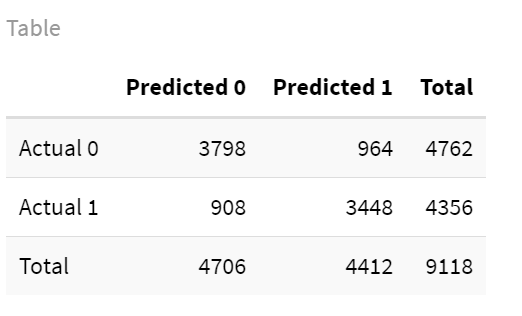 Table
Predicted 0 Predicted 1 Total
Actual 0 3798 964 4762
Actual 1 908 3448 4356
Total 4706 4412 9118